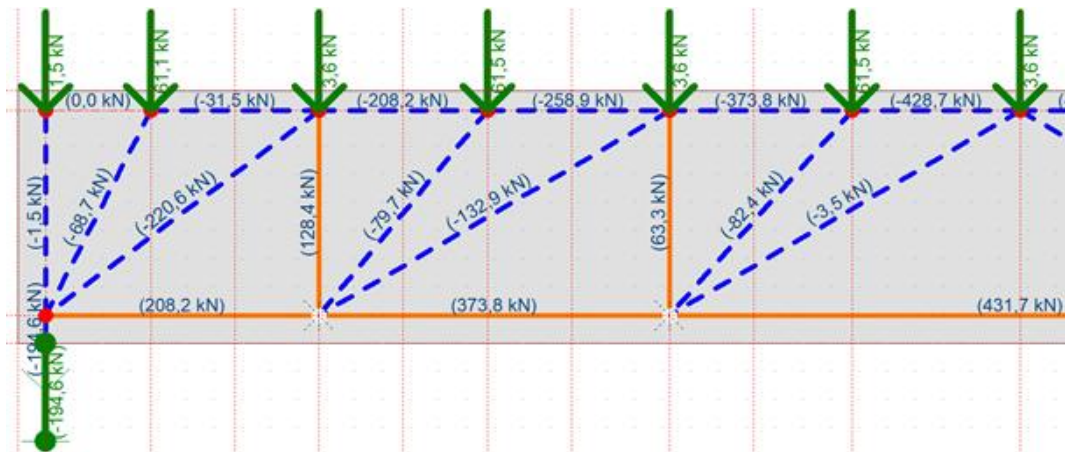 1,5 kN
61,1 kN
3,6 kN
61,5 kN
3,6 kN
61,5 kN
3,6 kN
(0,0 kN)
(-31,5 kN)
(-208,2 kN)
(-258,9 kN)
(-373,8 kN)
(-428,7 kN)
(-1,5 kN)
(-68,7 kN)
(-220,6 kN)
(128,4 kN)
(-79,7 kN)
(-132,9 kN)
(63,3 kN)
(-82,4 kN)
(-3,5 kN)
(208,2 kN)
(373,8 kN)
(431,7 kN)
(-194,6 kN)
(-194,6 kN)